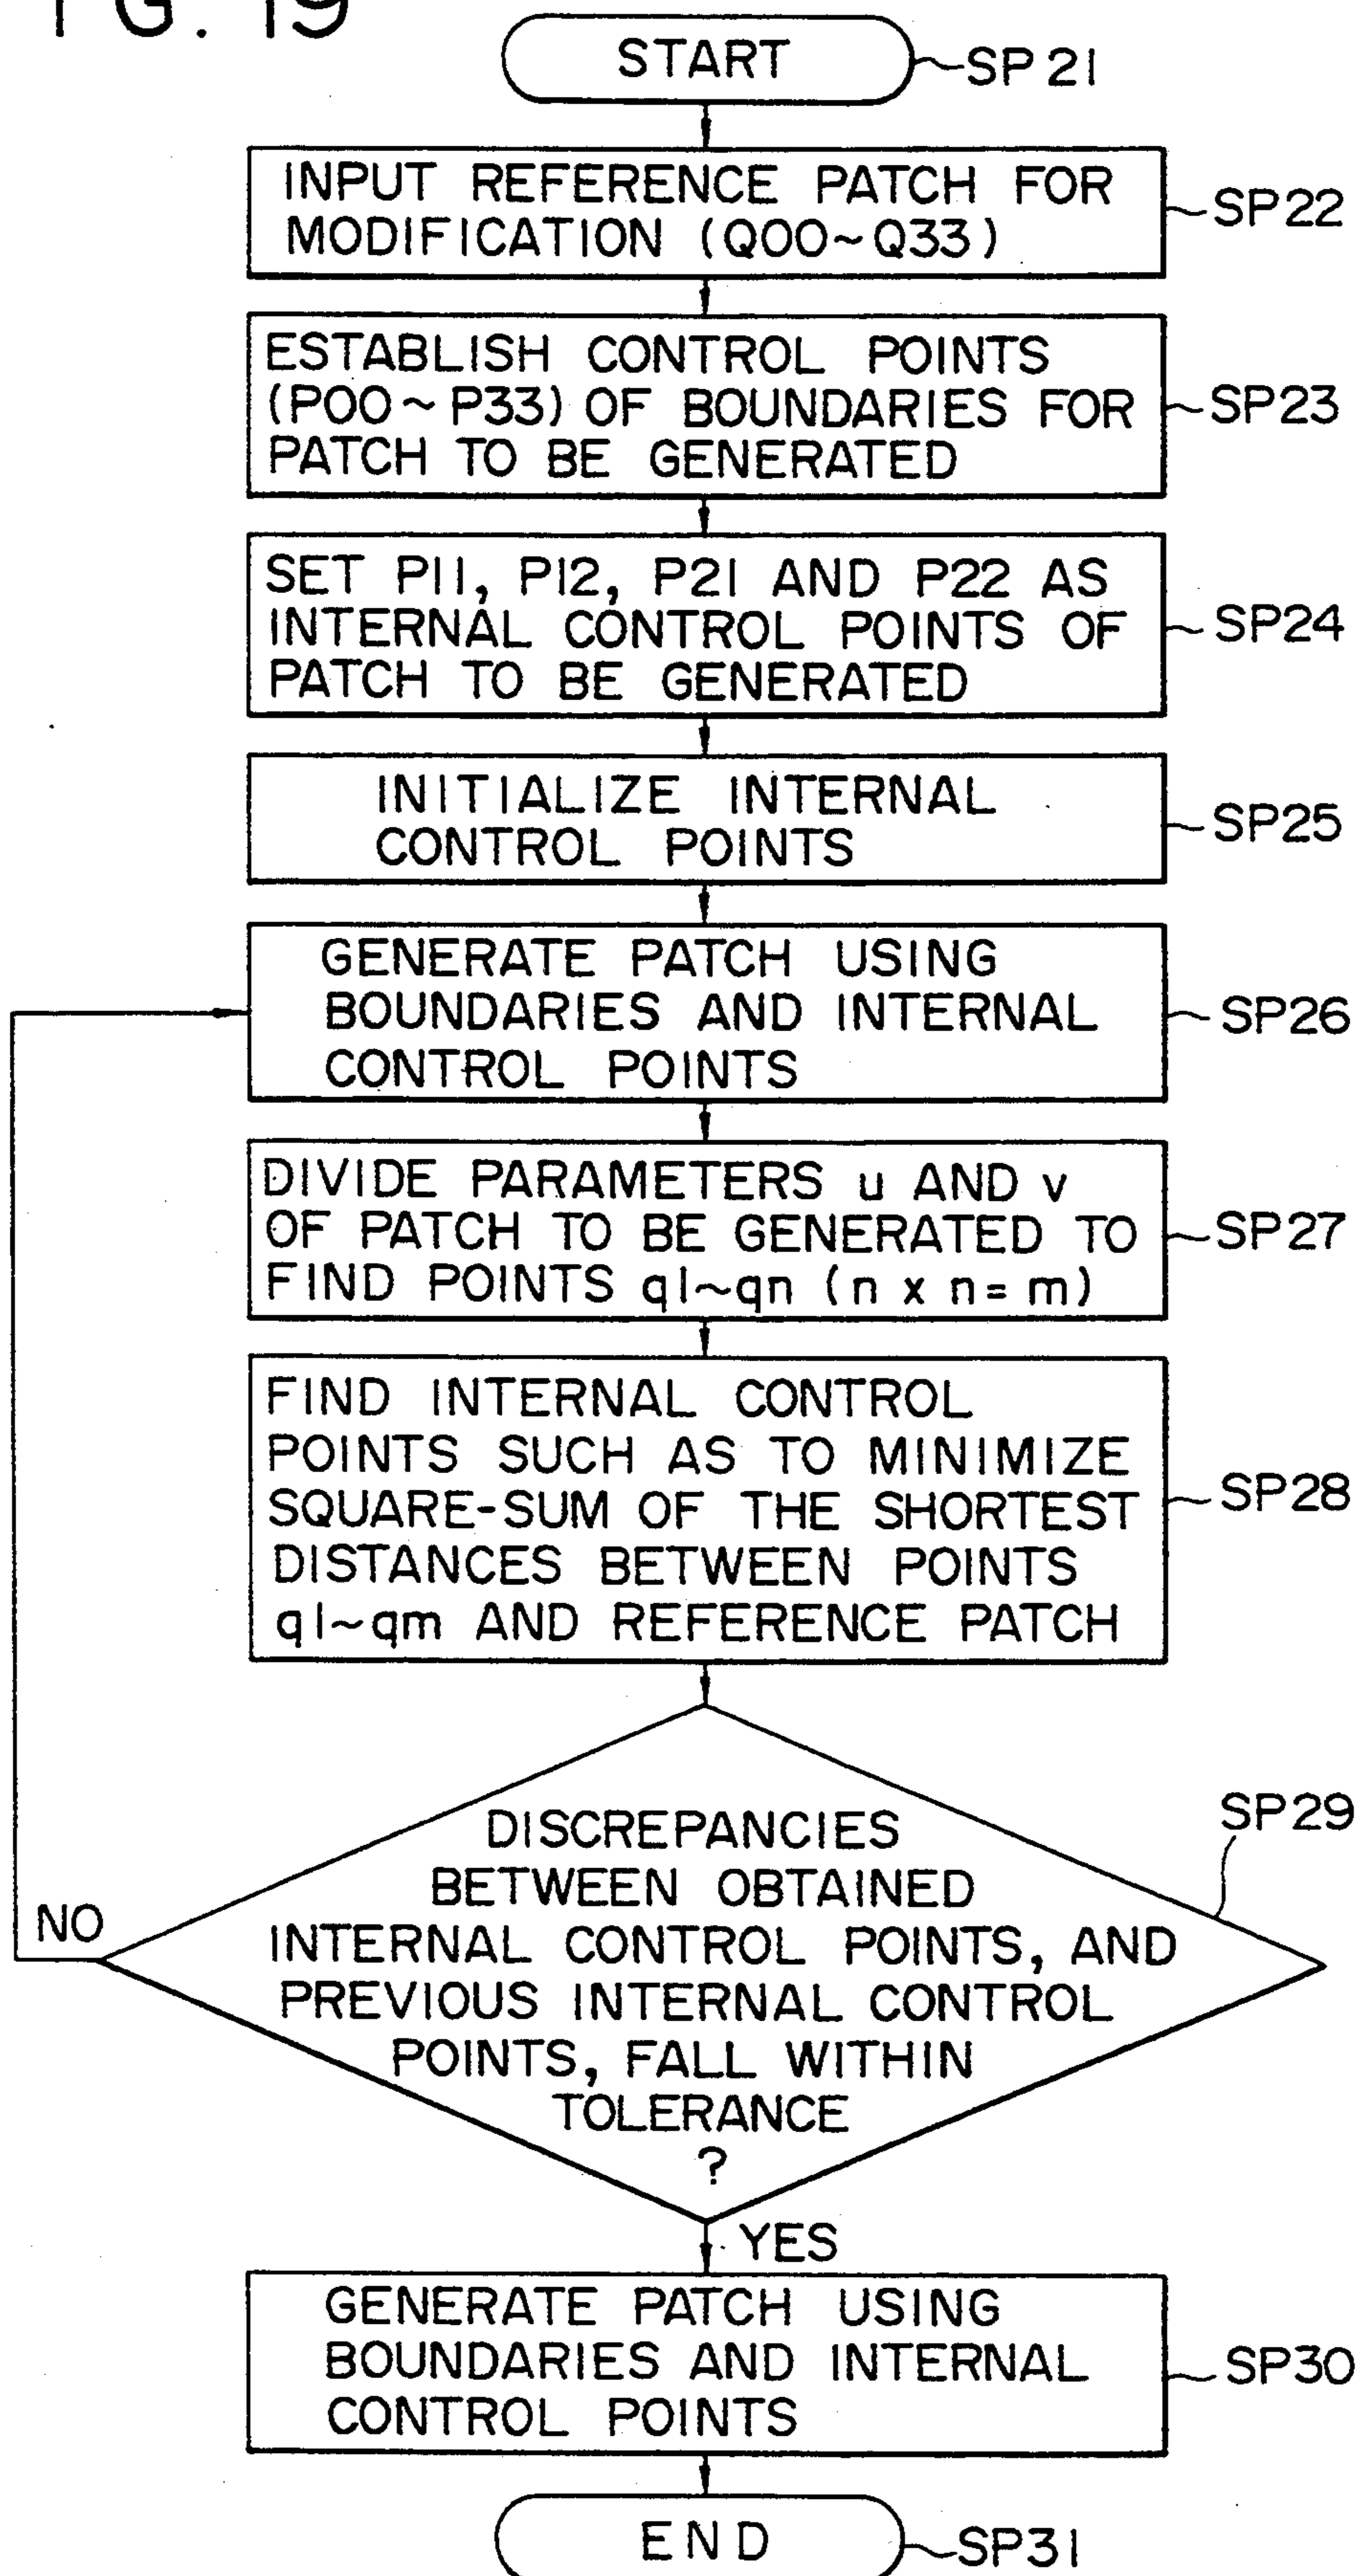 FG. 19
START
SP21
INPUT REFERENCE PATCH FOR
MODIFICATION (Q00~Q33)
SP22
ESTABLISH CONTROL POINTS
(P00~P33) OF BOUNDARIES FOR
PATCH TO BE GENERATED
SP23
SET P11, P12, P21 AND P22 AS
INTERNAL CONTROL POINTS OF
PATCH TO BE GENERATED
SP24
INITIALIZE INTERNAL
CONTROL POINTS
SP25
GENERATE PATCH USING
BOUNDARIES AND INTERNAL
CONTROL POINTS
SP26
DIVIDE PARAMETERS u AND v
OF PATCH TO BE GENERATED TO
FIND POINTS q1~qn (n x n = m)
SP27
FIND INTERNAL CONTROL
POINTS SUCH AS TO MINIMIZE
SQUARE-SUM OF THE SHORTEST
DISTANCES BETWEEN POINTS
q1~qm AND REFERENCE PATCH
SP28
DISCREPANCIES
BETWEEN OBTAINED
INTERNAL CONTROL POINTS, AND
PREVIOUS INTERNAL CONTROL
POINTS, FALL WITHIN
TOLERANCE
?
SP29
NO
YES
GENERATE PATCH USING
BOUNDARIES AND INTERNAL
CONTROL POINTS
SP30
END
SP31